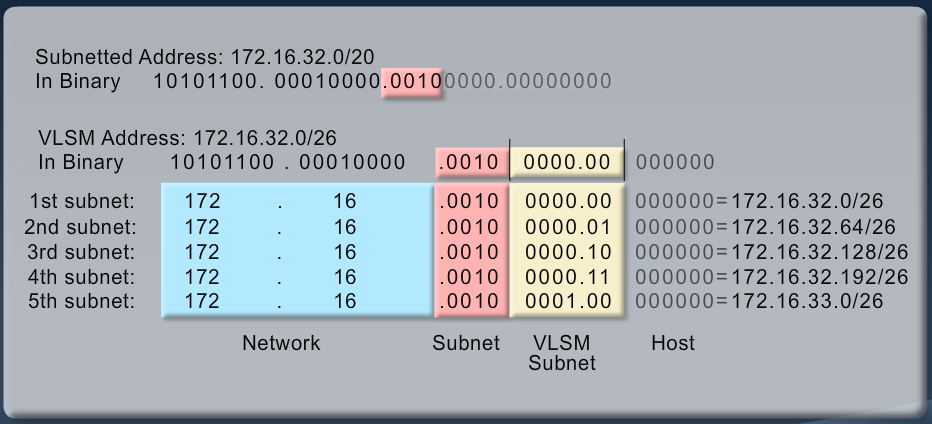 Subnetted Address: 172.16.32.0/20
In Binary 10101100. 00010000.00100000.00000000
VLSM Address: 172.16.32.0/26
In Binary 10101100 . 00010000 .0010 0000.00 000000
1st subnet: 172 . 16 .0010 0000.00 000000=172.16.32.0/26
2nd subnet: 172 . 16 .0010 0000.01 000000=172.16.32.64/26
3rd subnet: 172 . 16 .0010 0000.10 000000=172.16.32.128/26
4th subnet: 172 . 16 .0010 0000.11 000000=172.16.32.192/26
5th subnet: 172 . 16 .0010 0001.00 000000=172.16.33.0/26
Network Subnet VLSM Host
Subnet